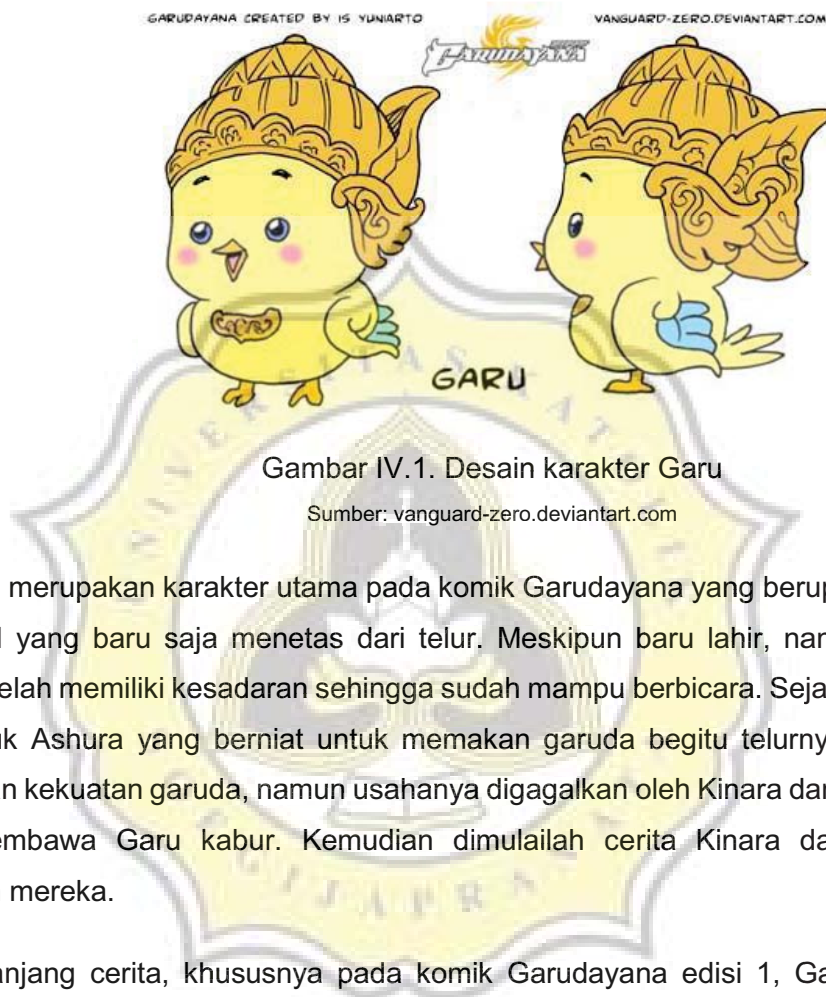 GARUDAYANA CREATED BY IS YUNIARTO
VANGUARD-ZERO.DEVIANTART.COM
GARUDAYANA
GARU
Gambar IV.1. Desain karakter Garu
Sumber: vanguard-zero.deviantart.com
merupakan karakter utama pada komik Garudayana yang berup
yang baru saja menetas dari telur. Meskipun baru lahir, nam
elah memiliki kesadaran sehingga sudah mampu berbicara. Seja
uk Ashura yang berniat untuk memakan garuda begitu telurny
n kekuatan garuda, namun usahanya digagalkan oleh Kinara dan
embawa Garu kabur. Kemudian dimulailah cerita Kinara da
mereka.
anjang cerita, khususnya pada komik Garudayana edisi 1, Ga
UNIVERSITAS KATOLIK
SOEGIJAPRANATA